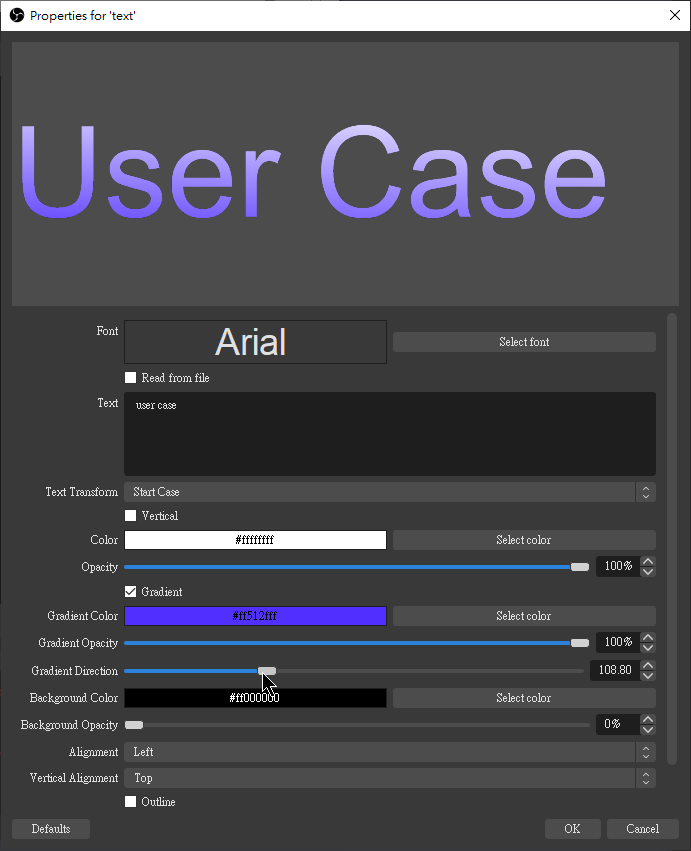 Properties for 'text'
User Case
Font
Arial
Select font
Read from file
Text
user case
Text Transform
Start Case
Vertical
Color
#ffffffff
Select color
Opacity
100%
Gradient
Gradient Color
#ff512fff
Select color
Gradient Opacity
100%
Gradient Direction
108.80
Background Color
#ff000000
Select color
Background Opacity
0%
Alignment
Left
Vertical Alignment
Top
Outline
Defaults
OK
Cancel